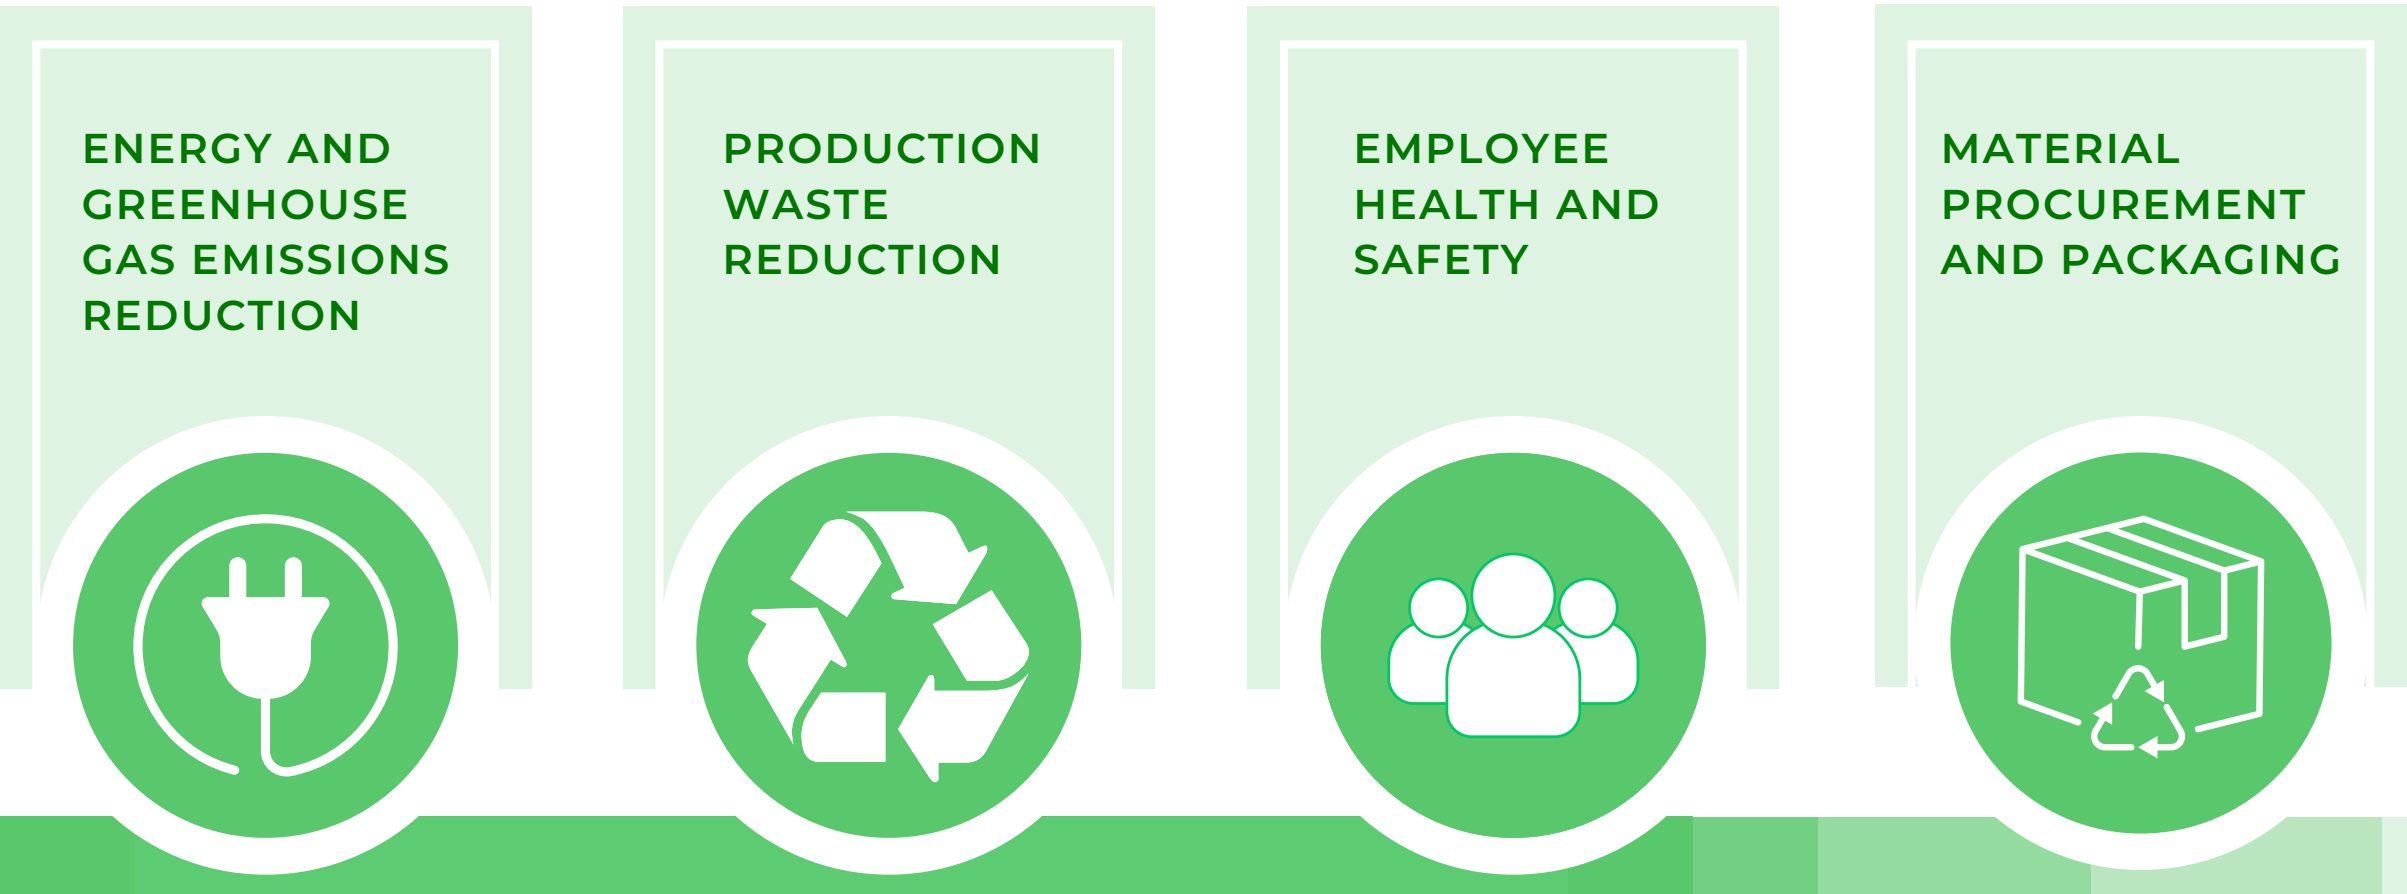 ENERGY AND
GREENHOUSE
GAS EMISSIONS
REDUCTION
PRODUCTION
WASTE
REDUCTION
EMPLOYEE
HEALTH AND
SAFETY
MATERIAL
PROCUREMENT
AND PACKAGING